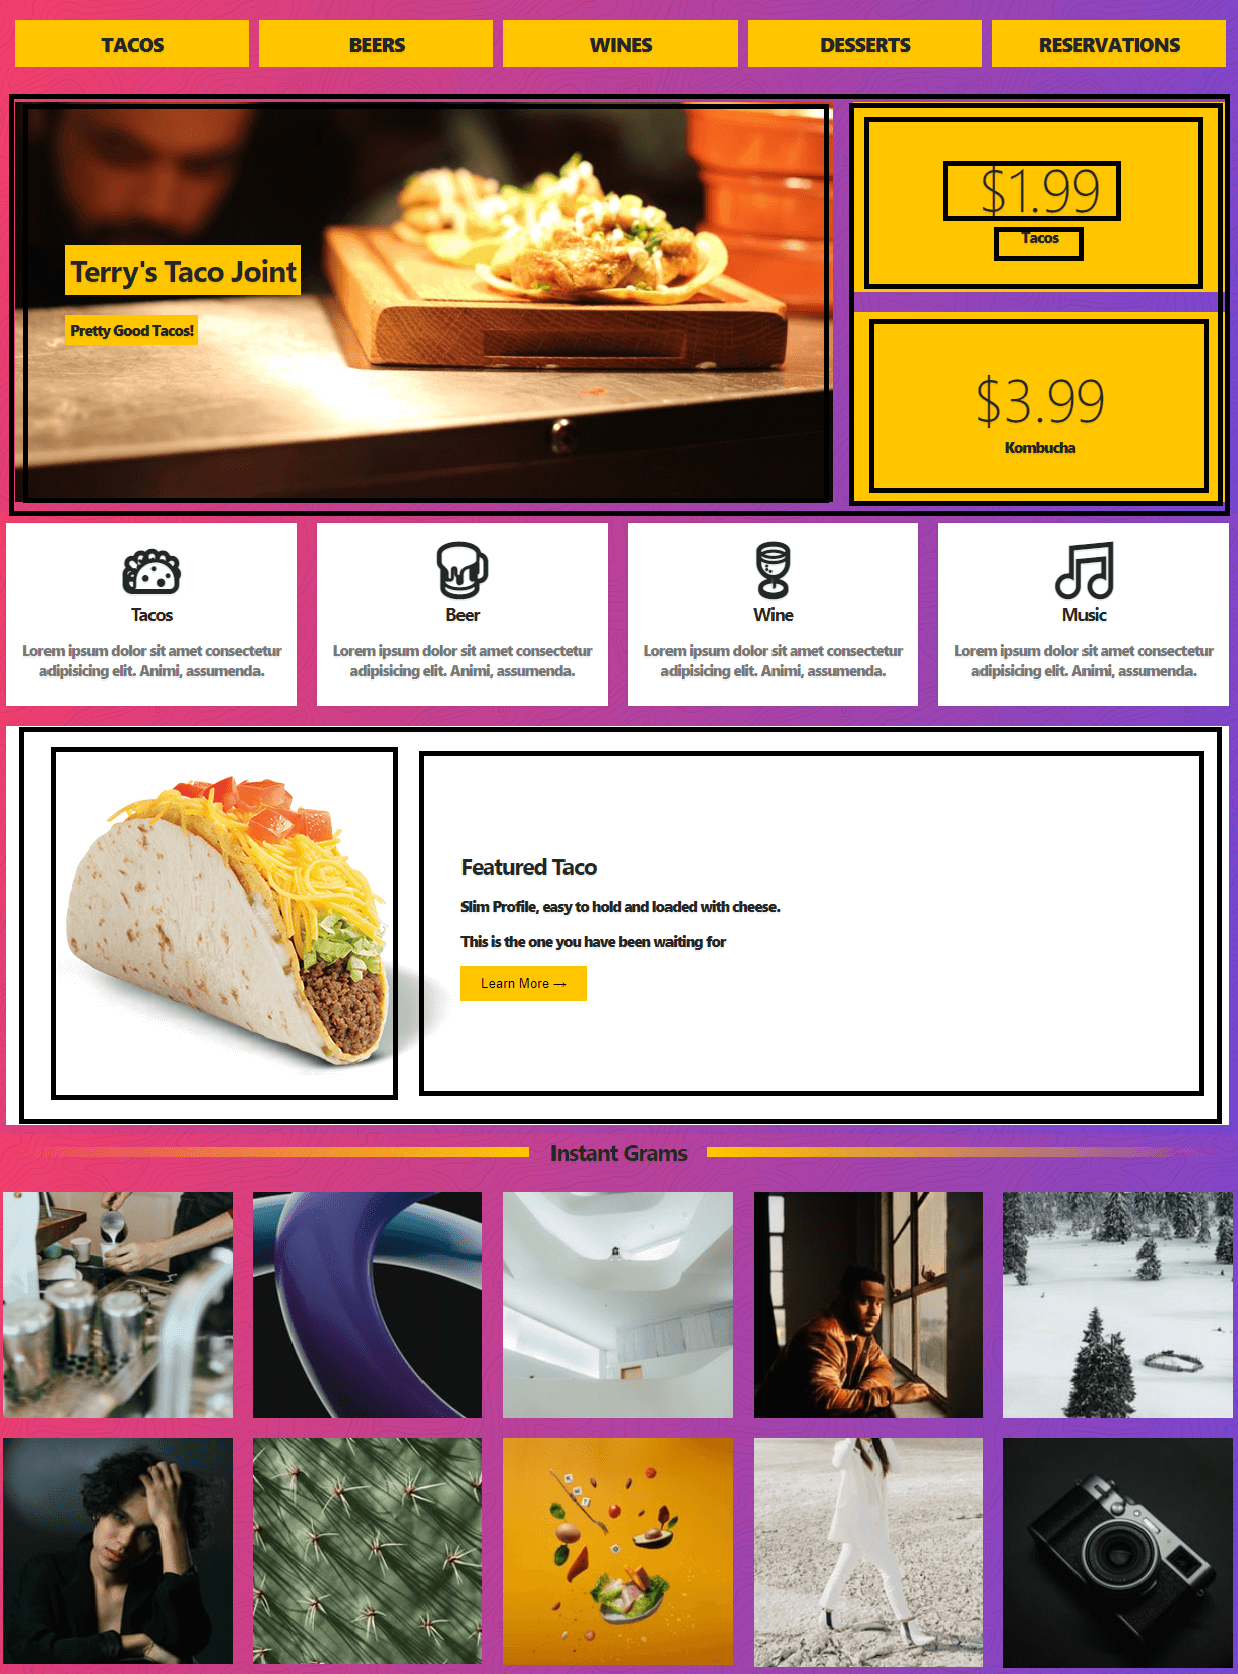 TACOS
BEERS
WINES
DESSERTS
RESERVATIONS
Terry's Taco Joint
Pretty Good Tacos!
$1.99
Tacos
$3.99
Kombucha
Tacos
Lorem ipsum dolor sit amet consectetur
adipisicing elit. Animi, assumenda.
Beer
Lorem ipsum dolor sit amet consectetur
adipisicing elit. Animi, assumenda.
Wine
Lorem ipsum dolor sit amet consectetur
adipisicing elit. Animi, assumenda.
Music
Lorem ipsum dolor sit amet consectetur
adipisicing elit. Animi, assumenda.
Featured Taco
Slim Profile, easy to hold and loaded with cheese.
This is the one you have been waiting for
Learn More →
Instant Grams